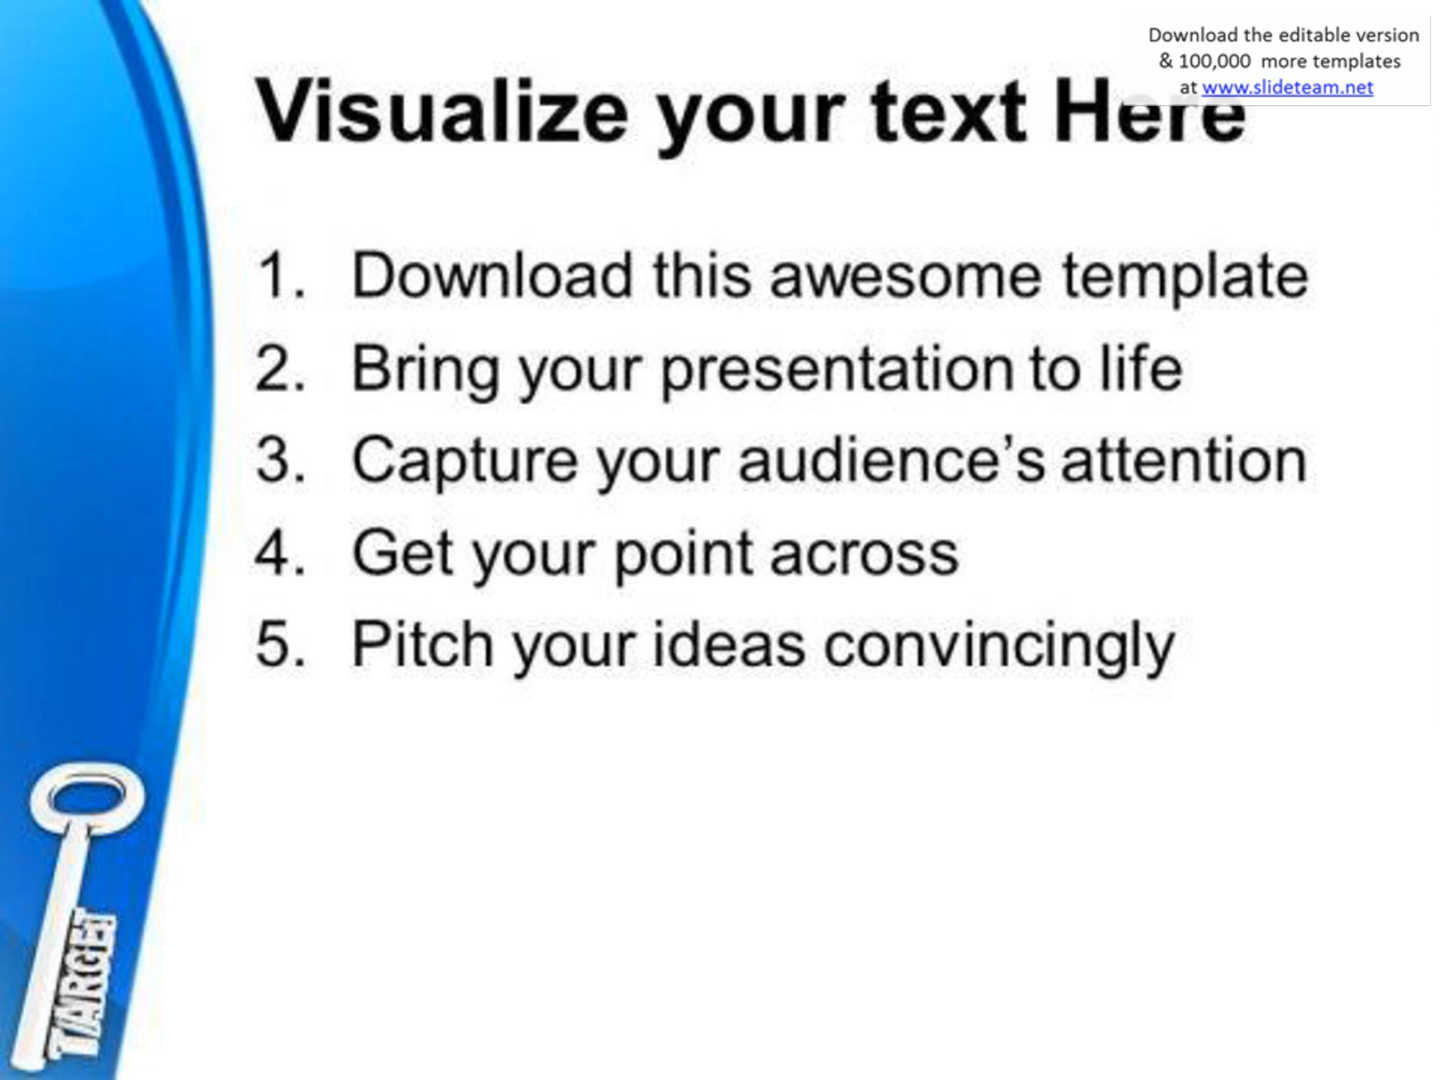 Download the editable version
& 100,000 more templates
at www.slideteam.net
Visualize your text Here
1. Download this awesome template
2. Bring your presentation to life
3. Capture your audience’s attention
4. Get your point across
5. Pitch your ideas convincingly
TARGET